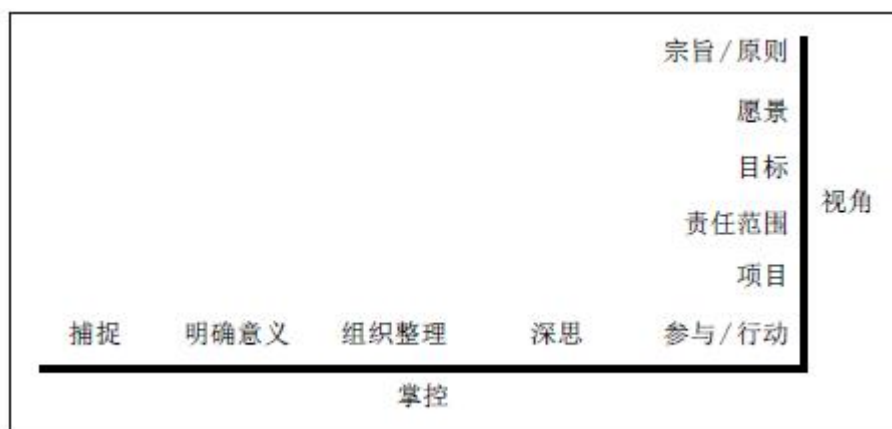 宗旨/原则
愿景
目标
视角
责任范围
项目
捕捉 明确意义 组织整理 深思 参与/行动
掌控